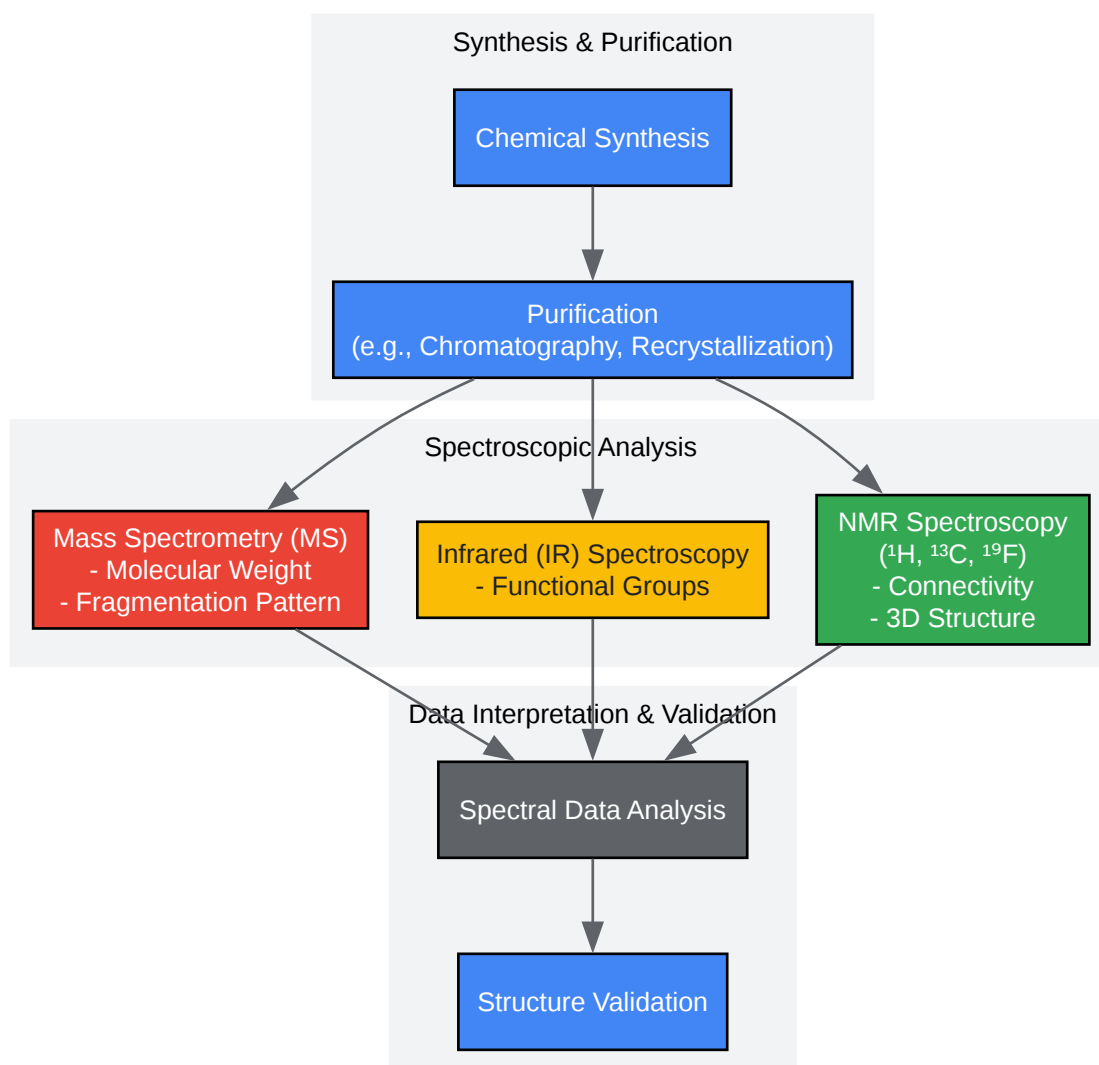 Synthesis & Purification
Chemical Synthesis
Purification
(e.g., Chromatography, Recrystallization)
Spectroscopic Analysis
Mass Spectrometry (MS)
- Molecular Weight
- Fragmentation Pattern
Infrared (IR) Spectroscopy
- Functional Groups
NMR Spectroscopy
(¹H, ¹³C, ¹⁹F)
- Connectivity
- 3D Structure
Data Interpretation & Validation
Spectral Data Analysis
Structure Validation